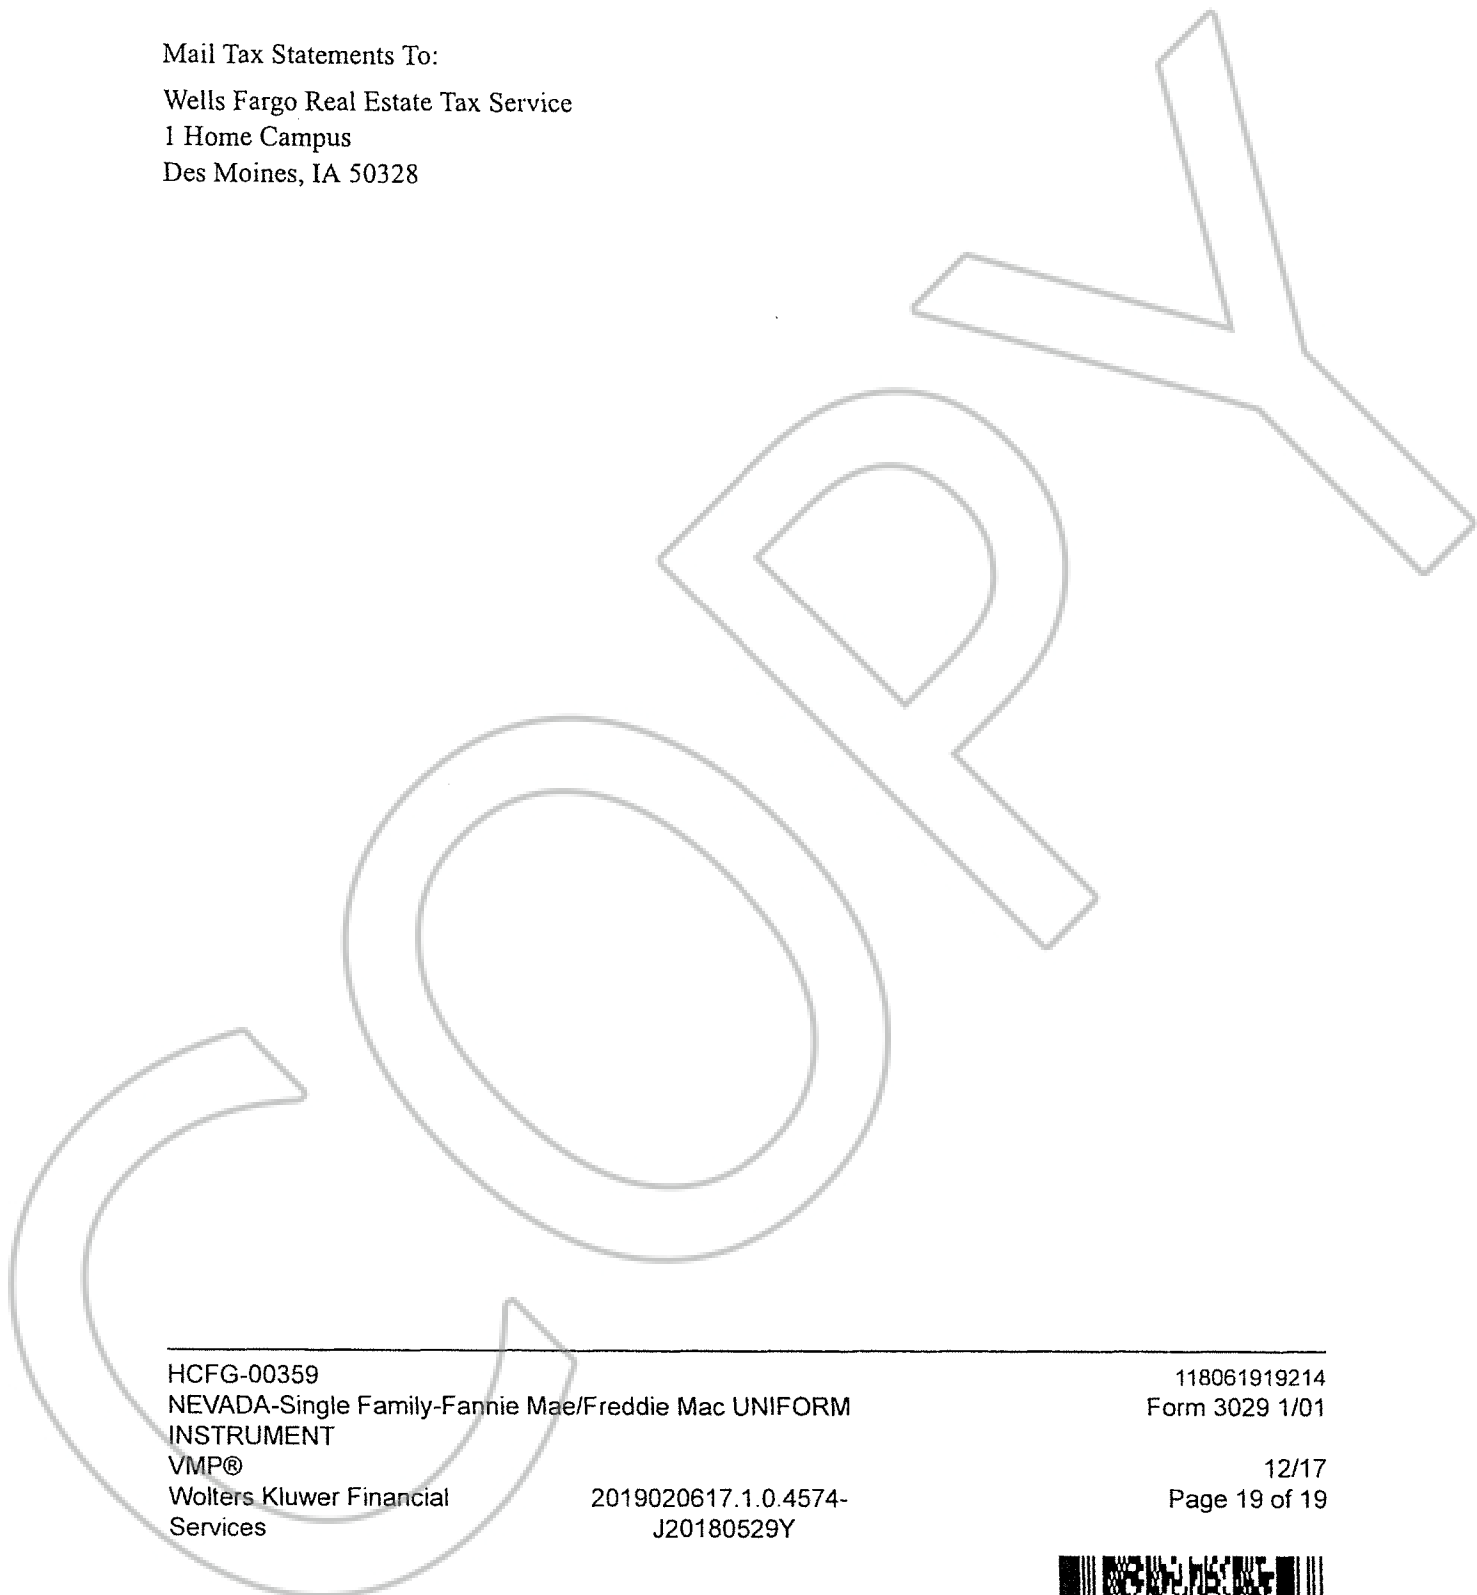 Mail Tax Statements To:
Wells Fargo Real Estate Tax Service
1 Home Campus
Des Moines, IA 50328
COPY
HCFG-00359 118061919214
NEVADA-Single Family-Fannie Mae/Freddie Mac UNIFORM Form 3029 1/01
INSTRUMENT
VMP® 12/17
Wolters Kluwer Financial 2019020617.1.0.4574- Page 19 of 19
Services J20180529Y